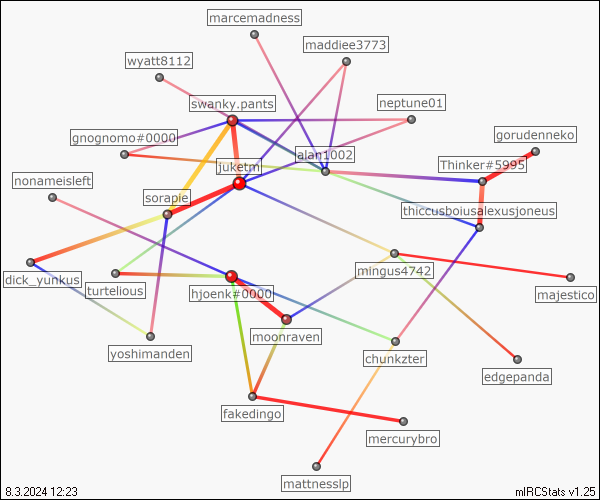 marcemadness
maddiee3773
wyatt8112
swanky.pants
neptune01
gorudenneko
gnognomo#0000
alan1002
Thinker#5995
juketm
nonameisleft
sorapie
thiccusboiusalexusjoneus
dick_yunkus
turtelious
hjoenk#0000
mingus4742
majestico
moonraven
yoshimanden
chunkzter
edgepanda
fakedingo
mercurybro
mattnesslp
8.3.2024 12:23
mIRCStats v1.25